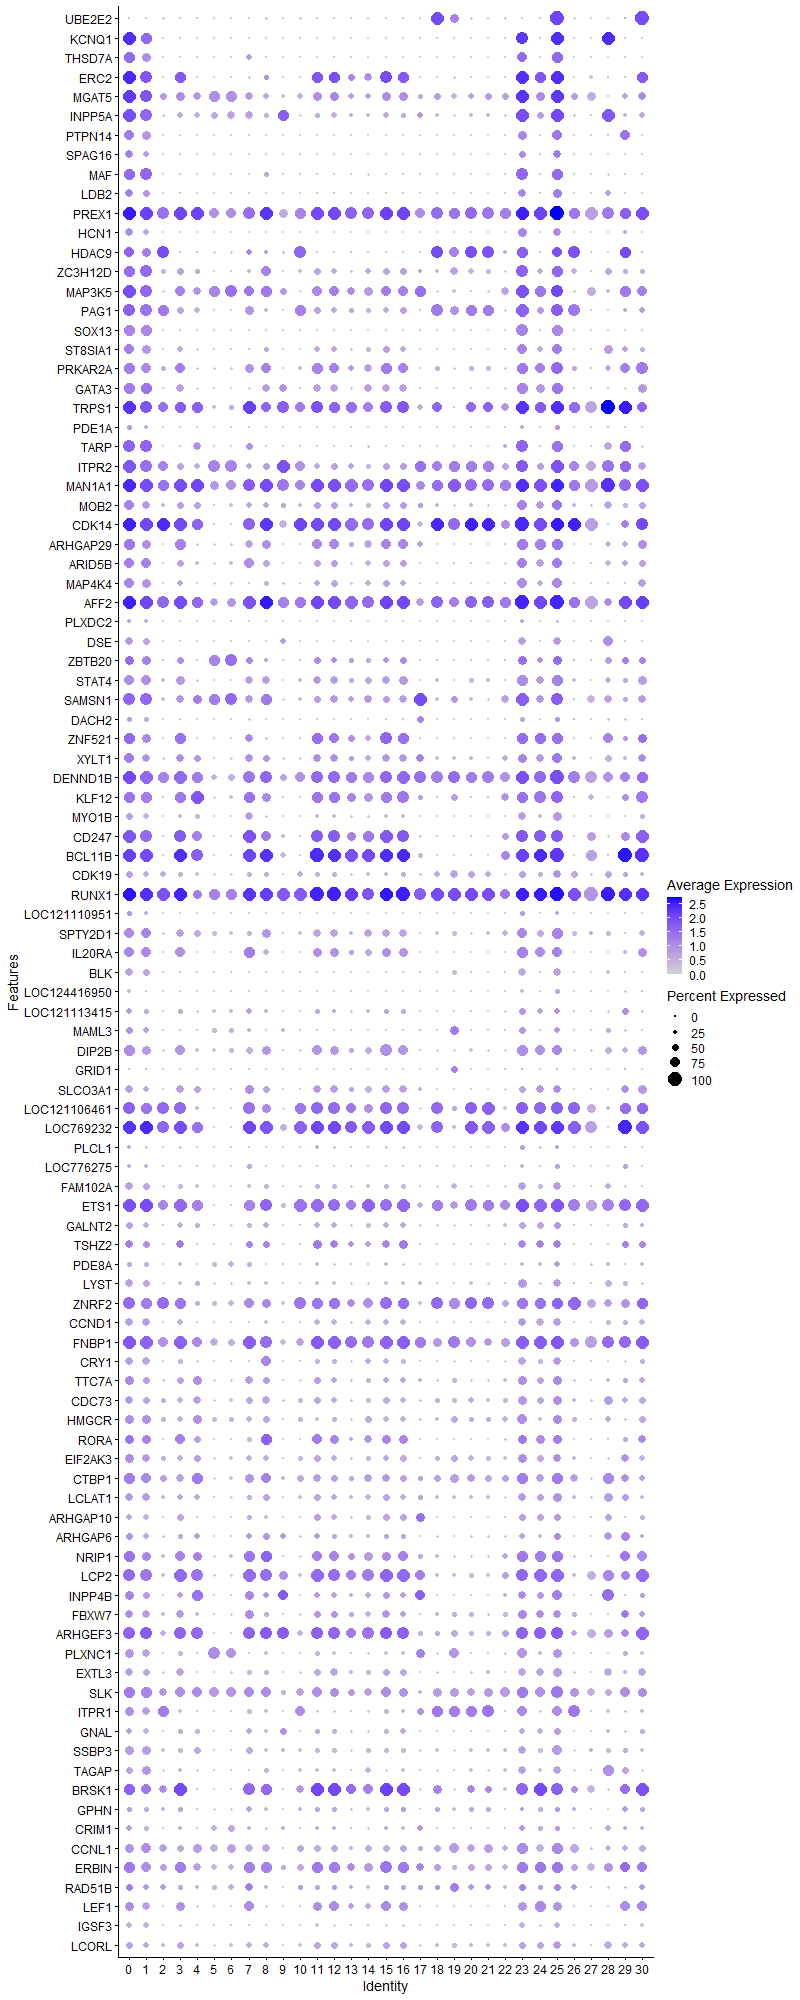 UBE2E2
KCNQ1
THSD7A
ERC2
MGAT5
INPP5A
PTPN14
SPAG16
MAF
LDB2
PREX1
HCN1
HDAC9
ZC3H12D
MAP3K5
PAG1
SOX13
ST8SIA1
PRKAR2A
GATA3
TRPS1
PDE1A
TARP
ITPR2
MAN1A1
MOB2
CDK14
ARHGAP29
ARID5B
MAP4K4
AFF2
PLXDC2
DSE
ZBTB20
STAT4
SAMSN1
DACH2
ZNF521
XYLT1
DENND1B
KLF12
MYO1B
CD247
BCL11B
CDK19
RUNX1
LOC121110951
SPTY2D1
IL20RA
BLK
LOC124416950
LOC121113415
MAML3
DIP2B
GRID1
SLCO3A1
LOC121106461
LOC769232
PLCL1
LOC776275
FAM102A
ETS1
GALNT2
TSHZ2
PDE8A
LYST
ZNRF2
CCND1
FNBP1
CRY1
TTC7A
CDC73
HMGCR
RORA
EIF2AK3
CTBP1
LCLAT1
ARHGAP10
ARHGAP6
NRIP1
LCP2
INPP4B
FBXW7
ARHGEF3
PLXNC1
EXTL3
SLK
ITPR1
GNAL
SSBP3
TAGAP
BRSK1
GPHN
CRIM1
CCNL1
ERBIN
RAD51B
LEF1
IGSF3
LCORL
Features
0 1 2 3 4 5 6 7 8 9 10 11 12 13 14 15 16 17 18 19 20 21 22 23 24 25 26 27 28 29 30
Identity
Average Expression
2.5
2.0
1.5
1.0
0.5
0.0
Percent Expressed
0
25
50
75
100